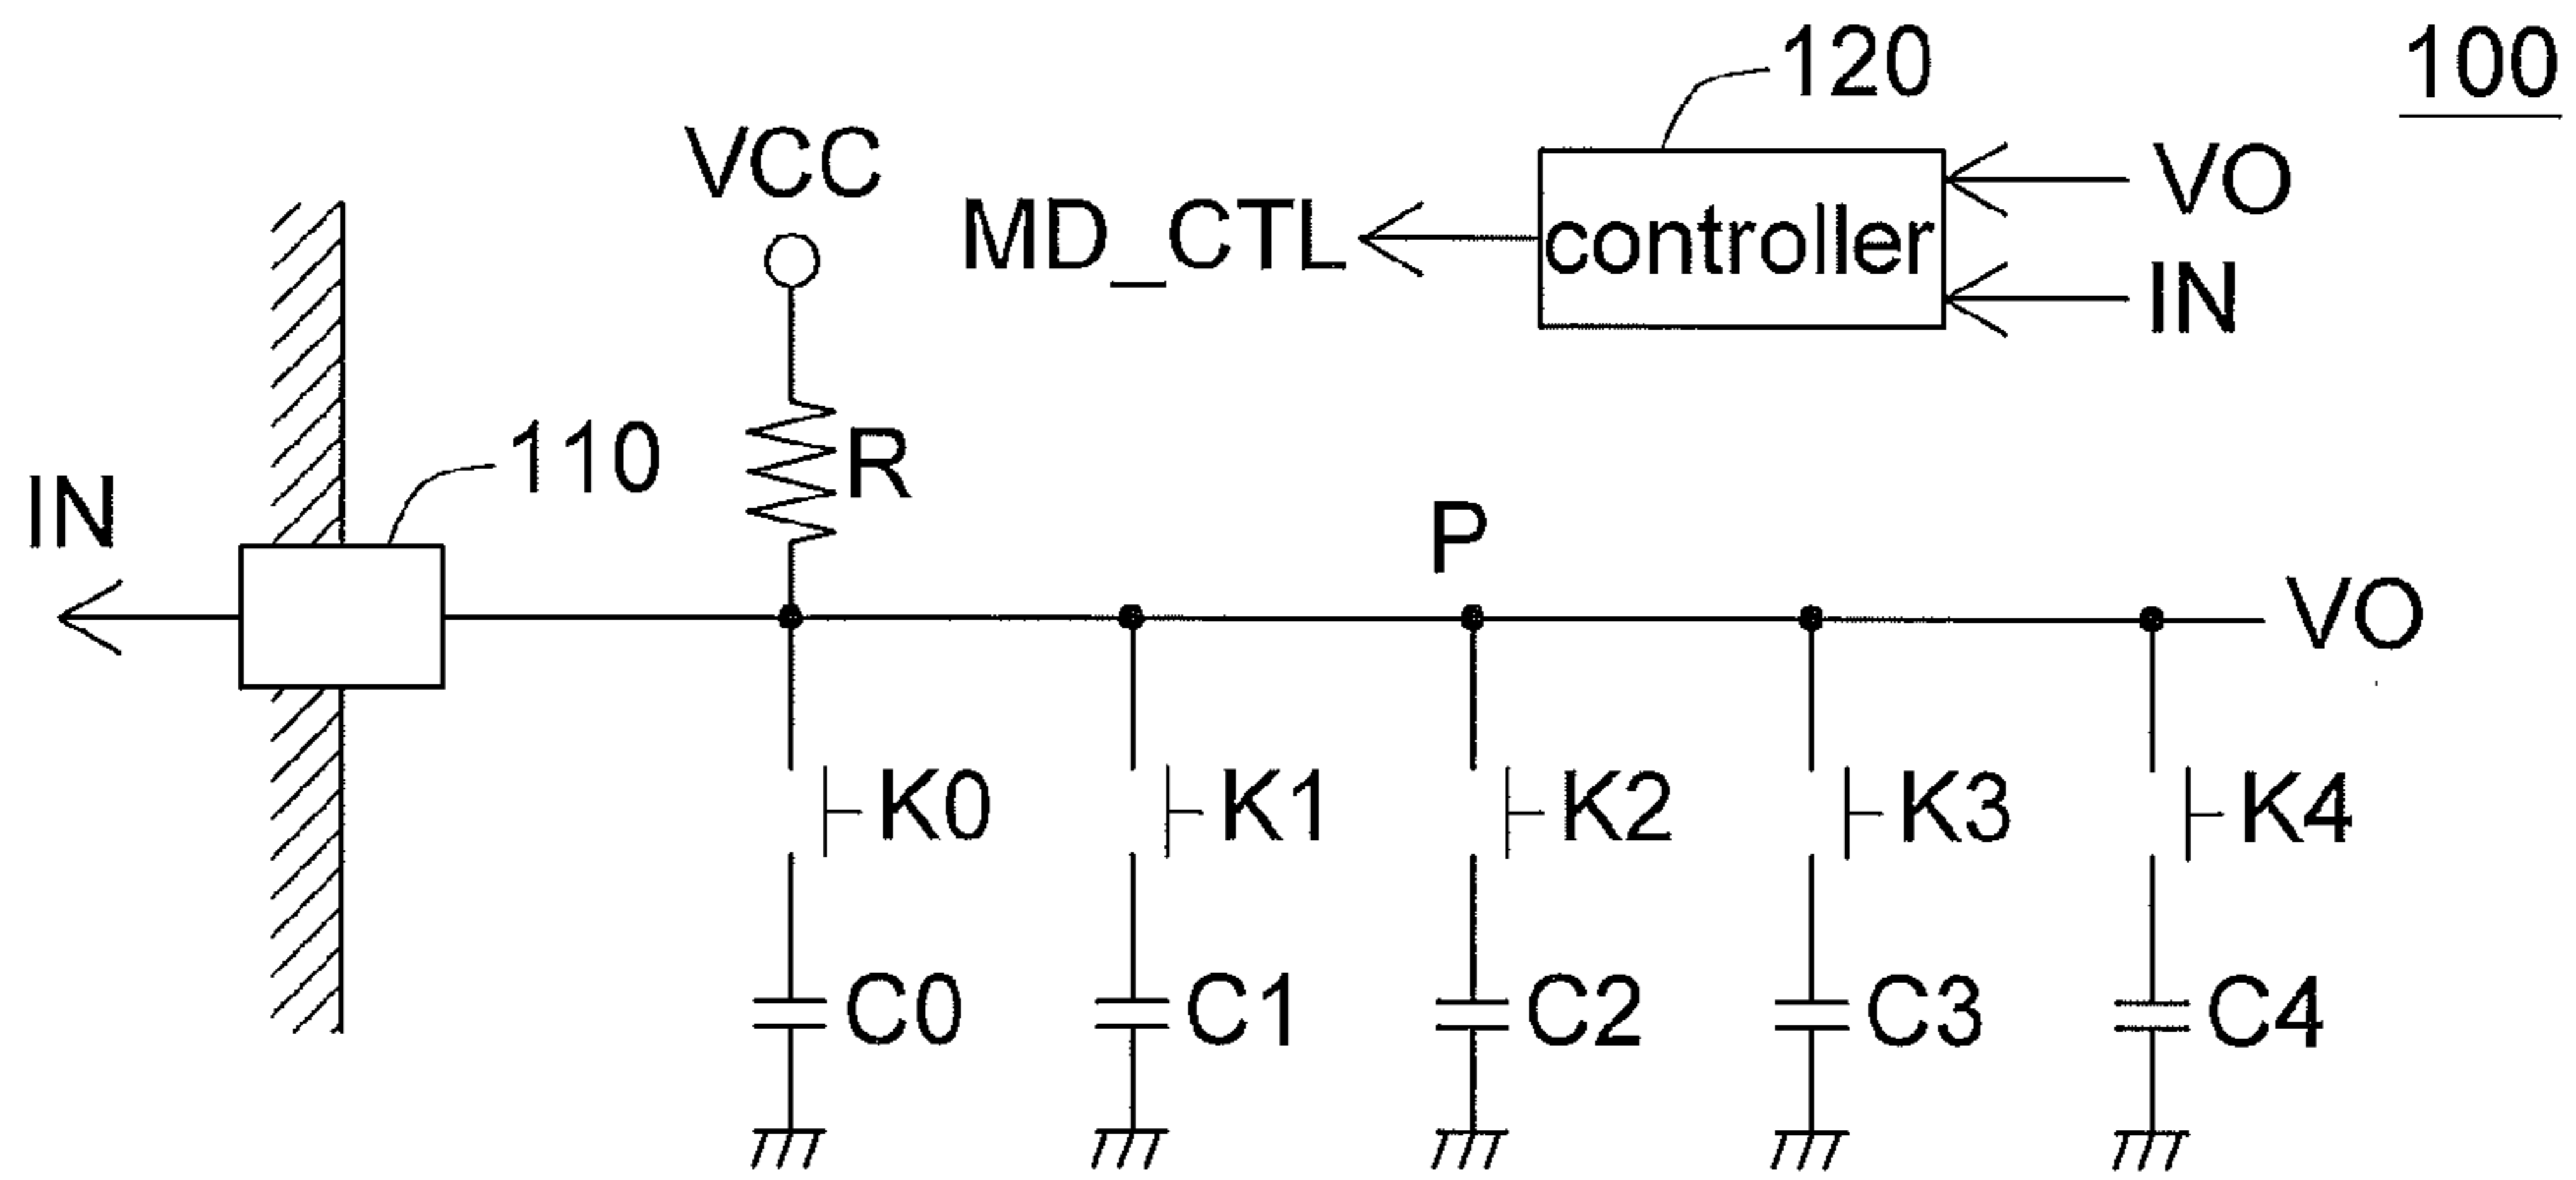 100
120
VCC
VO
MD_CTL
controller
IN
110
R
IN
P
VO
K0 K1 K2 K3 K4
C0 C1 C2 C3 C4